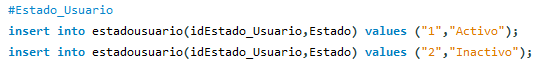 #Estado_Usuario
insert into estadousuario(idEstado_Usuario,Estado) values ("1","Activo");
insert into estadousuario(idEstado_Usuario,Estado) values ("2","Inactivo");